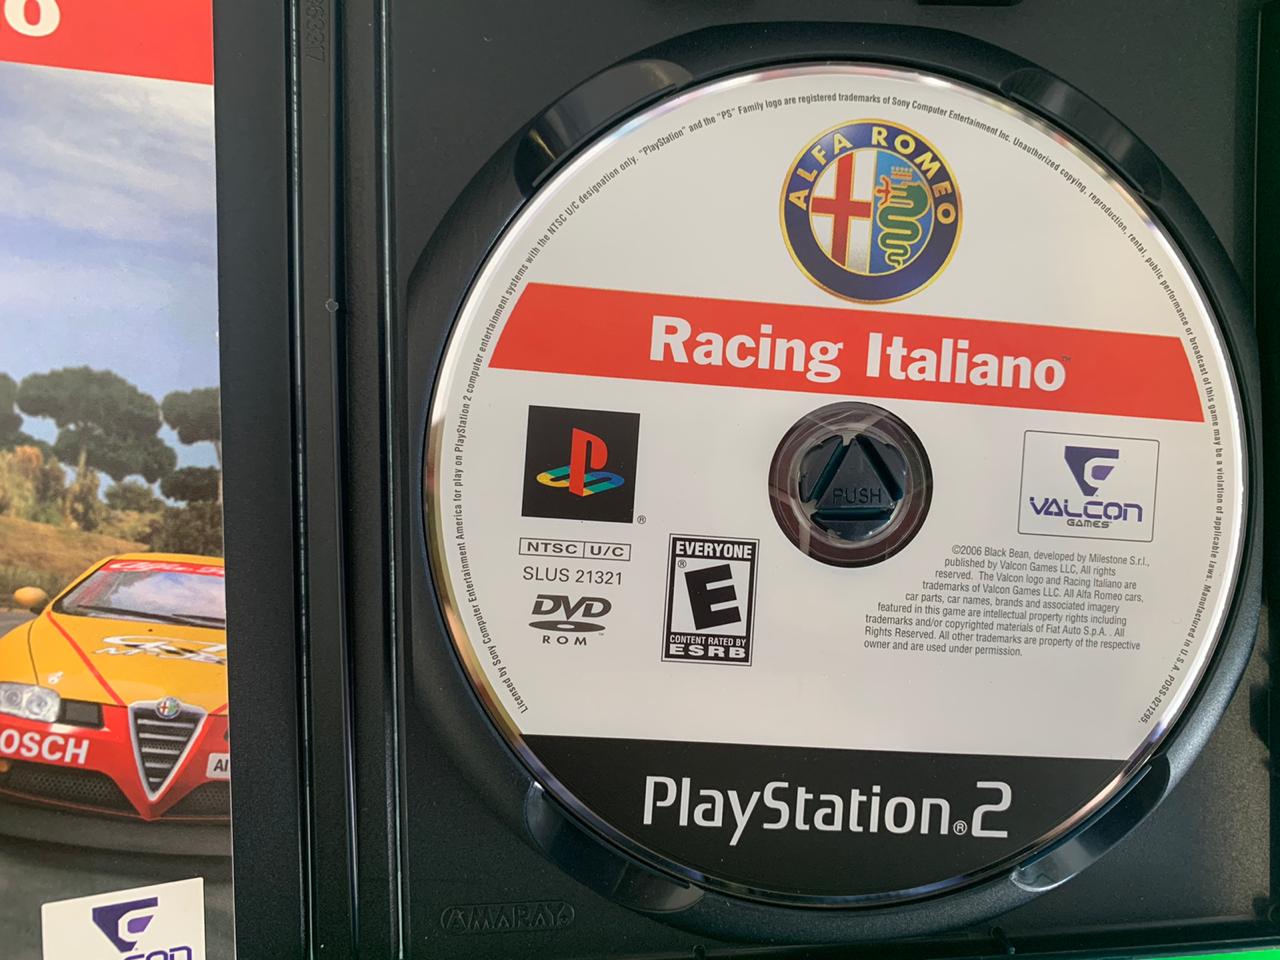 o
OSCH
Al
VALCON
AMARAY
PUSH
Licensed by Sony Computer Entertainment America for play on PlayStation 2 computer entertainment systems with the NTSC U/C designation only. "PlayStation" and the "PS" Family logo are registered trademarks of Sony Computer Entertainment Inc. Unauthorized copying, reproduction, rental, public performance or broadcast of this game may be a violation of applicable laws. Manufactured in U.S.A. PDSS-021295.
ALFA ROMEO
Racing Italiano™
®
NTSC U/C
SLUS 21321
DVD
ROM
EVERYONE
®
E
CONTENT RATED BY
ESRB
VALCON
GAMES
©2006 Black Bean, developed by Milestone S.r.l.,
published by Valcon Games LLC, All rights
reserved. The Valcon logo and Racing Italiano are
trademarks of Valcon Games LLC. All Alfa Romeo cars,
car parts, car names, brands and associated imagery
featured in this game are intellectual property rights including
trademarks and/or copyrighted materials of Fiat Auto S.p.A. . All
Rights Reserved. All other trademarks are property of the respective
owner and are used under permission.
PlayStation®2